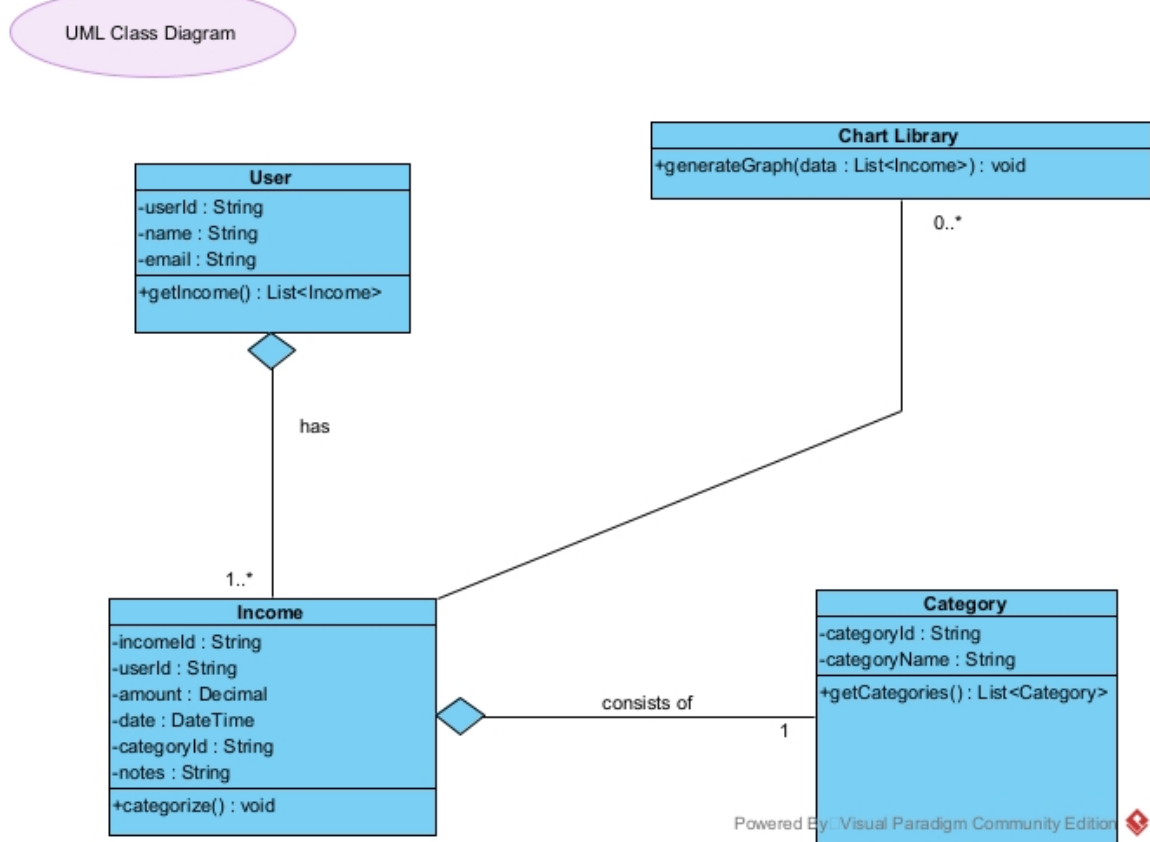 UML Class Diagram
Chart Library
+generateGraph(data : List<Income>) : void
0..*
User
-userId : String
-name : String
-email : String
+getIncome() : List<Income>
has
1..*
Income
-incomeId : String
-userId : String
-amount : Decimal
-date : DateTime
-categoryId : String
-notes : String
+categorize() : void
consists of
1
Category
-categoryId : String
-categoryName : String
+getCategories() : List<Category>
Powered By Visual Paradigm Community Edition